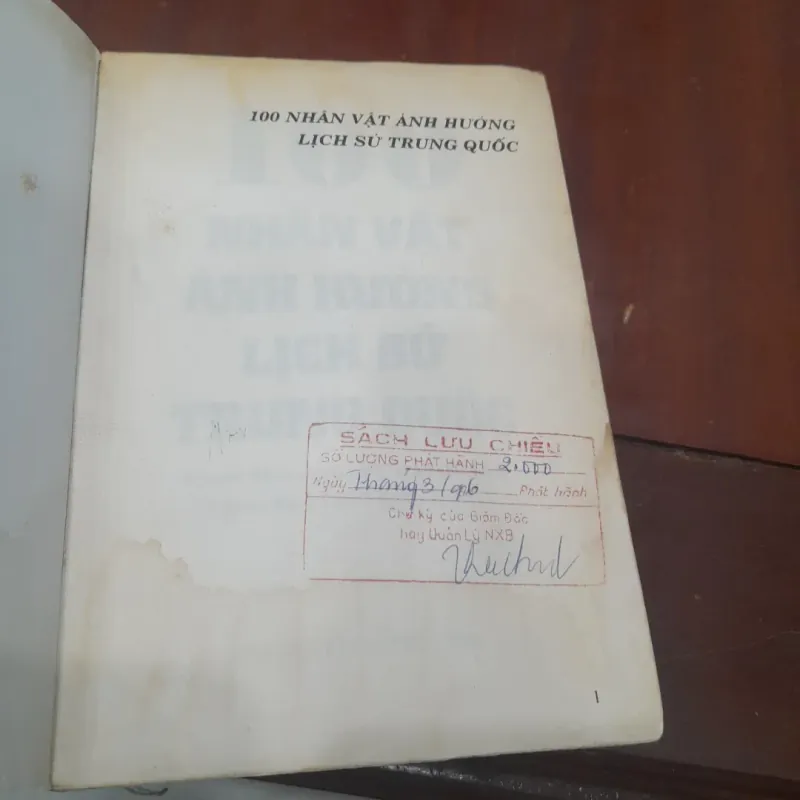 100 NHÂN VẬT ẢNH HƯỞNG
LỊCH SỬ TRUNG QUỐC
SÁCH LƯU CHIỂU
SỐ LƯỢNG PHÁT HÀNH 2.000
Ngày Tháng 3/96 Phát hành
Chữ ký của Giám Đốc
hay Quản Lý NXB
1